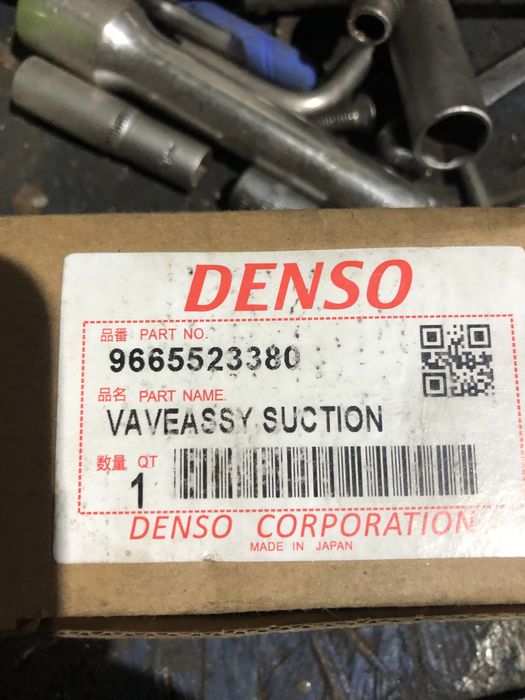 DENSO
品番 PART NO.
9665523380
品名 PART NAME.
VAVEASSY SUCTION
数量 QT
1
DENSO CORPORATION
MADE IN JAPAN